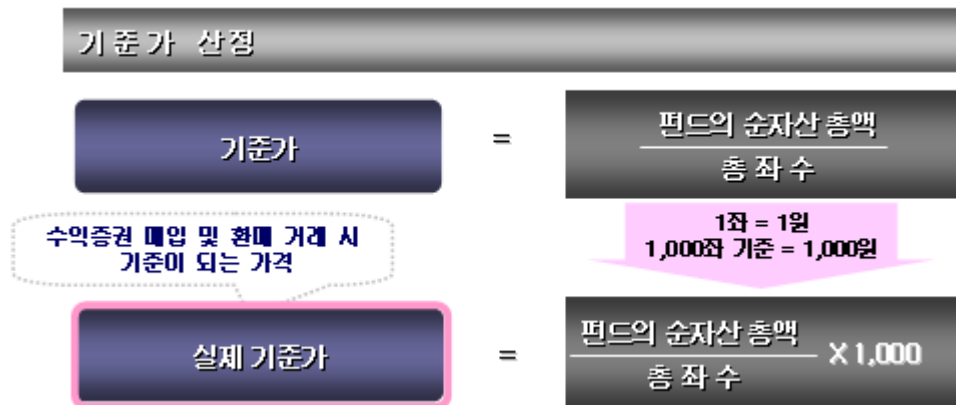 기준가 산정
기준가
=
펀드의 순자산 총액
총 좌 수
수익증권 매입 및 환매 거래 시
기준이 되는 가격
1좌 = 1원
1,000좌 기준 = 1,000원
실제 기준가
=
펀드의 순자산 총액
총 좌 수
X 1,000